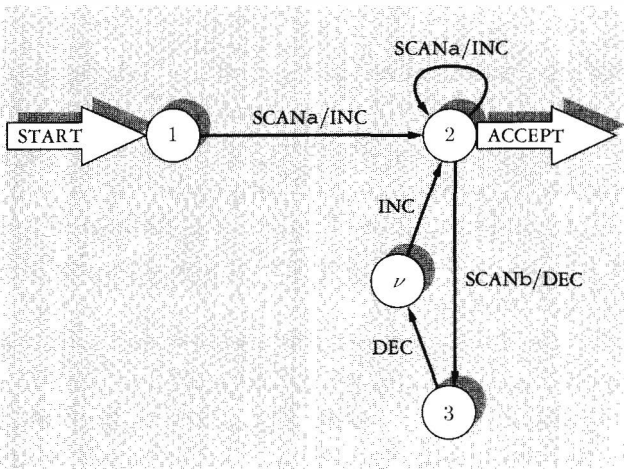 SCANa/INC
SCANa/INC
START
1
2
ACCEPT
INC
ν
SCANb/DEC
DEC
3